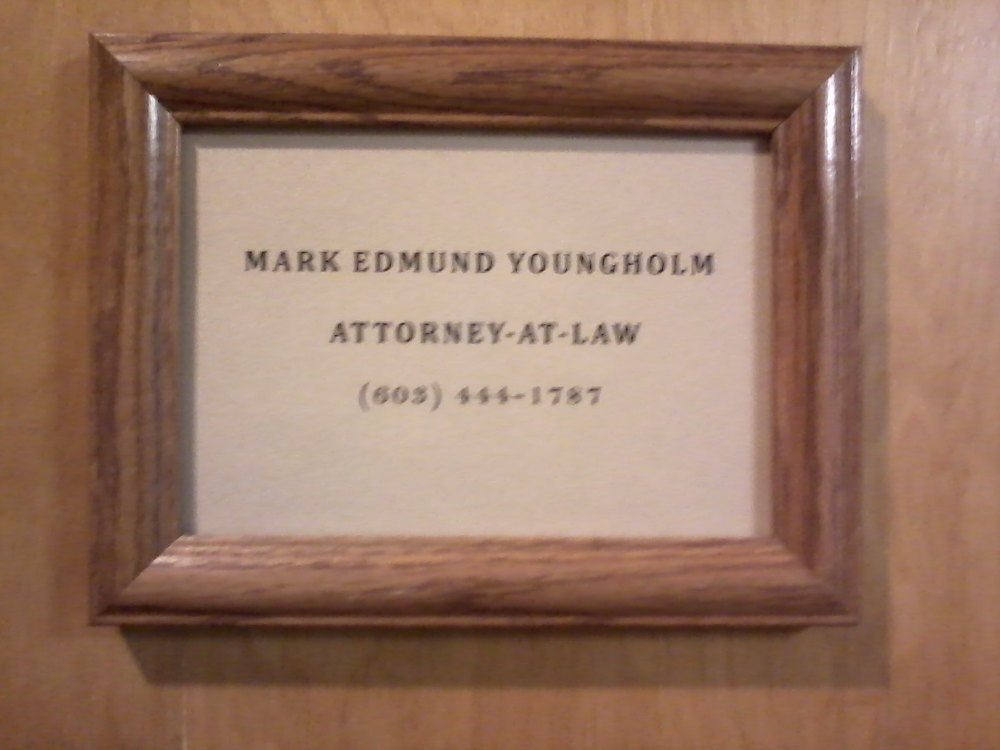 MARK EDMUND YOUNGHOLM
ATTORNEY-AT-LAW
(603) 444-1787